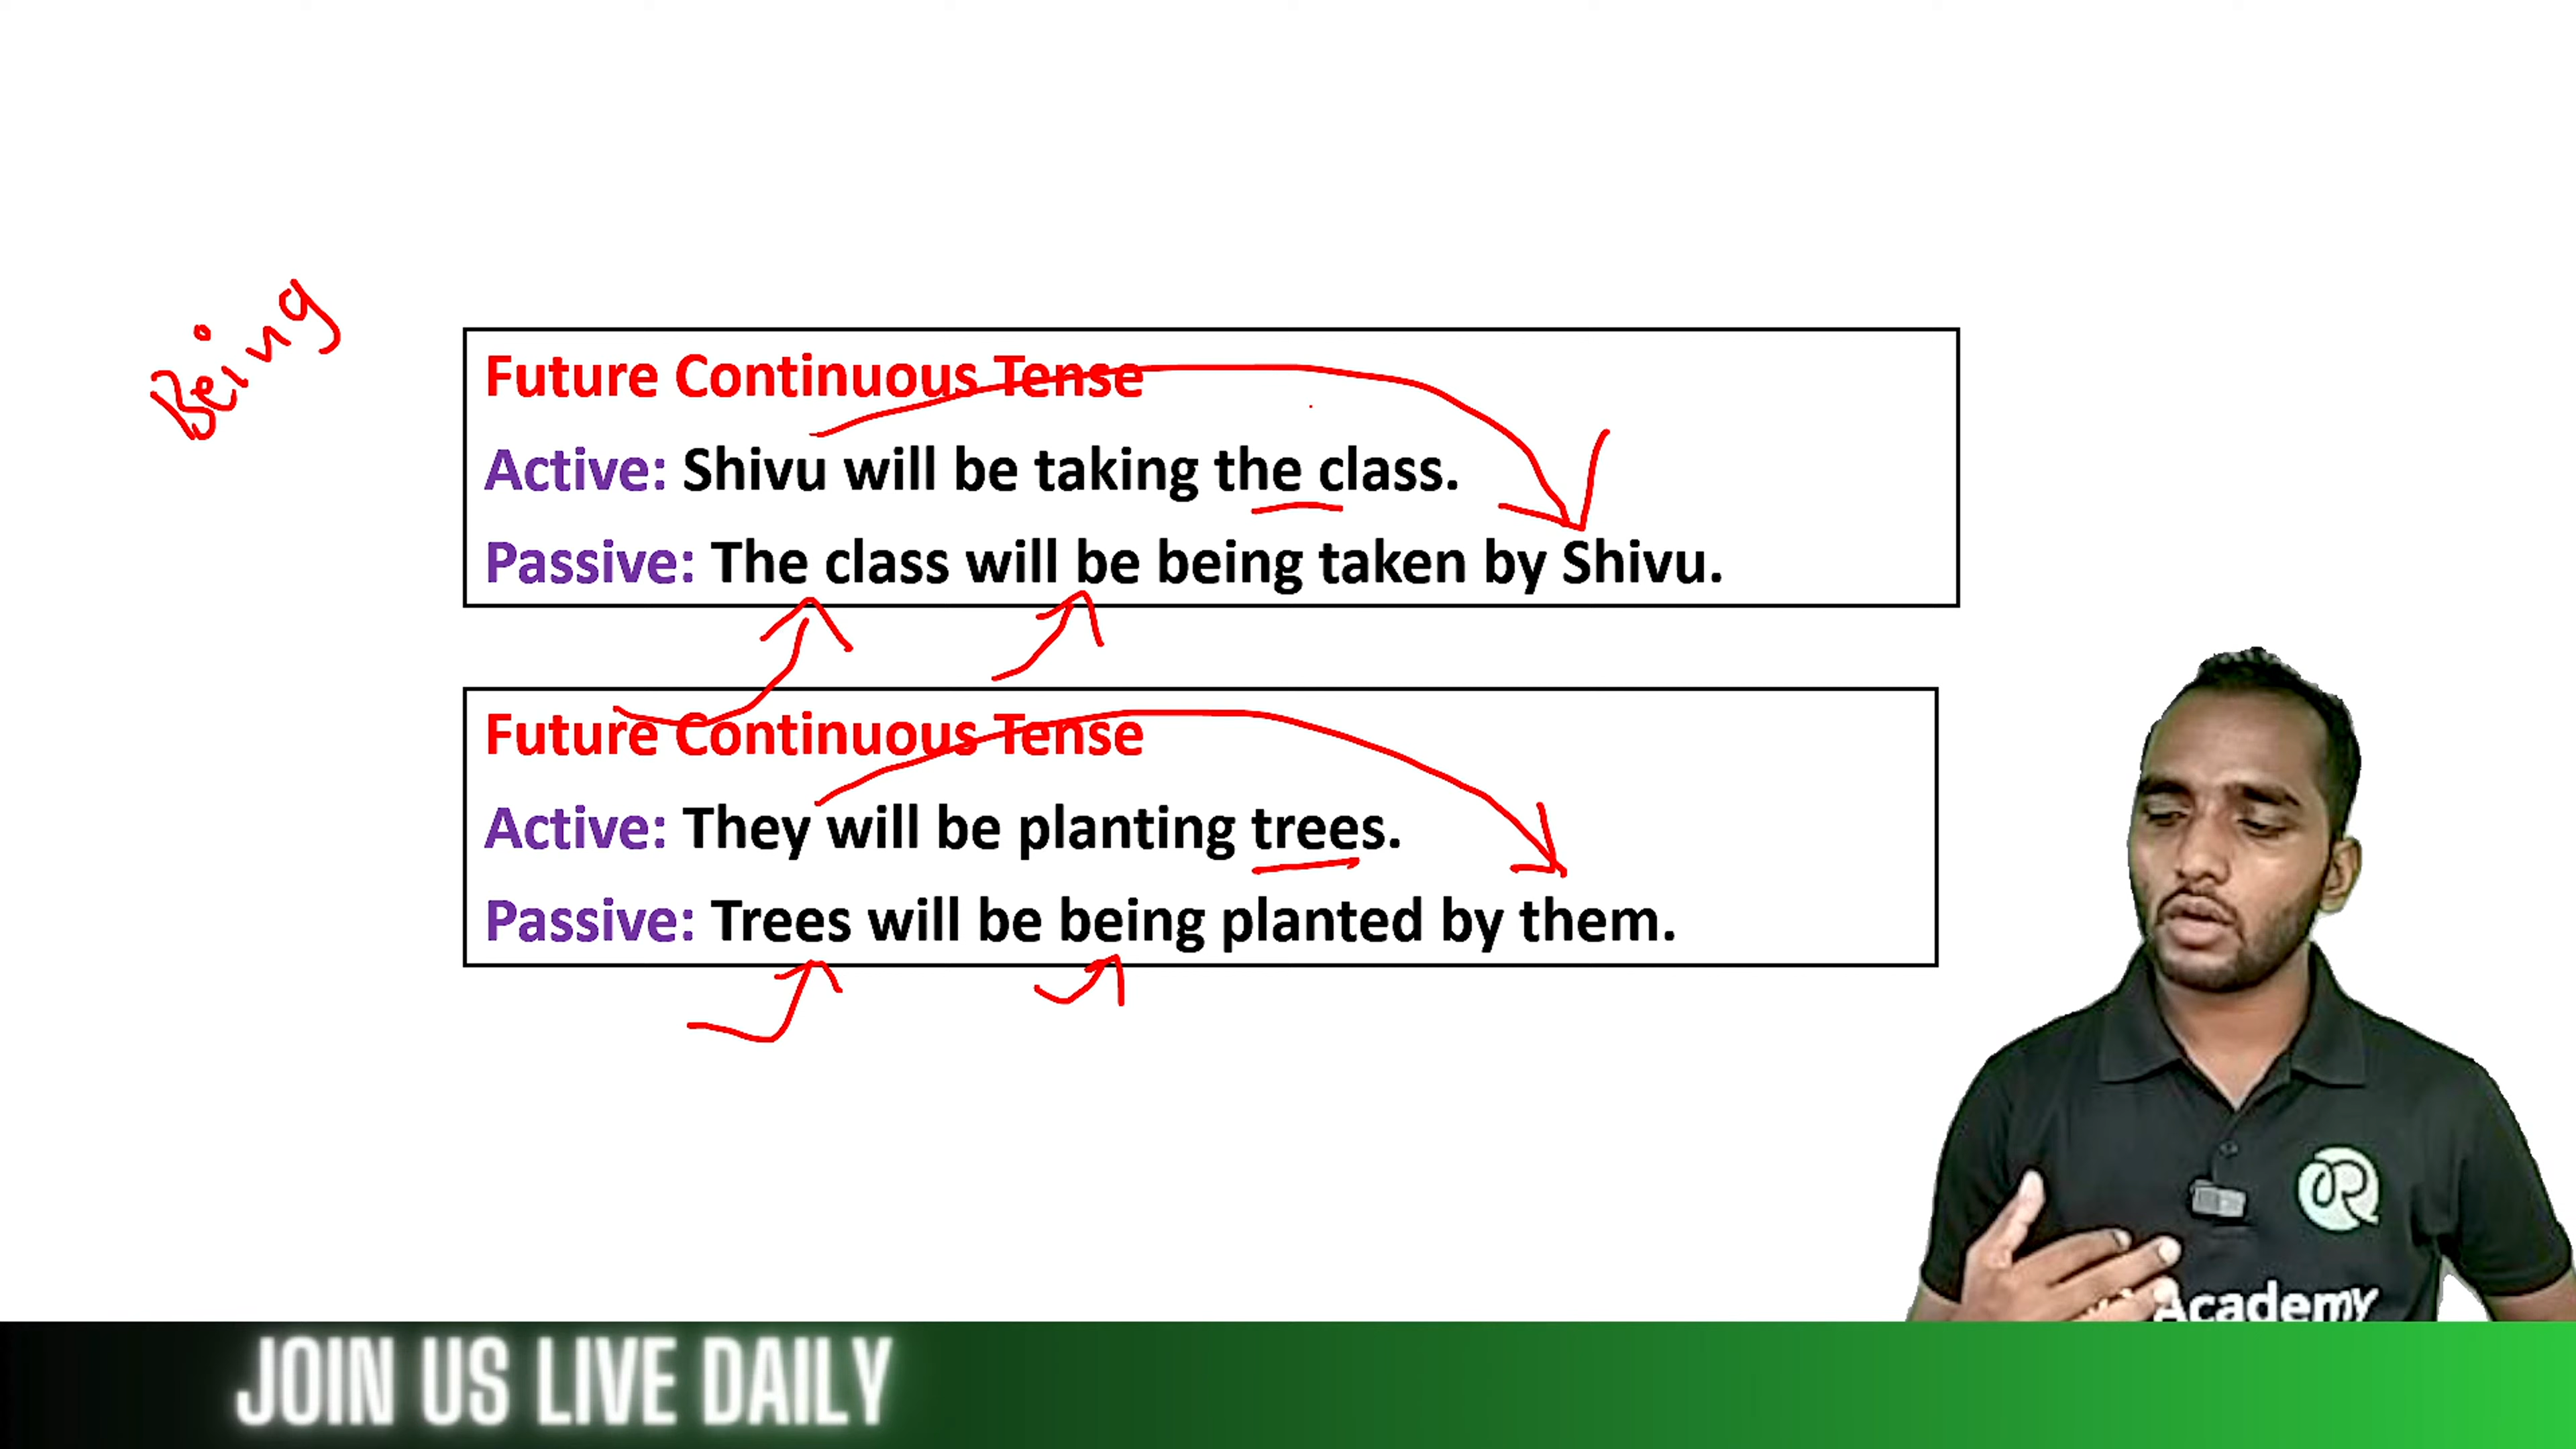 Being
Future Continuous Tense
Active: Shivu will be taking the class.
Passive: The class will be being taken by Shivu.
Future Continuous Tense
Active: They will be planting trees.
Passive: Trees will be being planted by them.
Academy
JOIN US LIVE DAILY